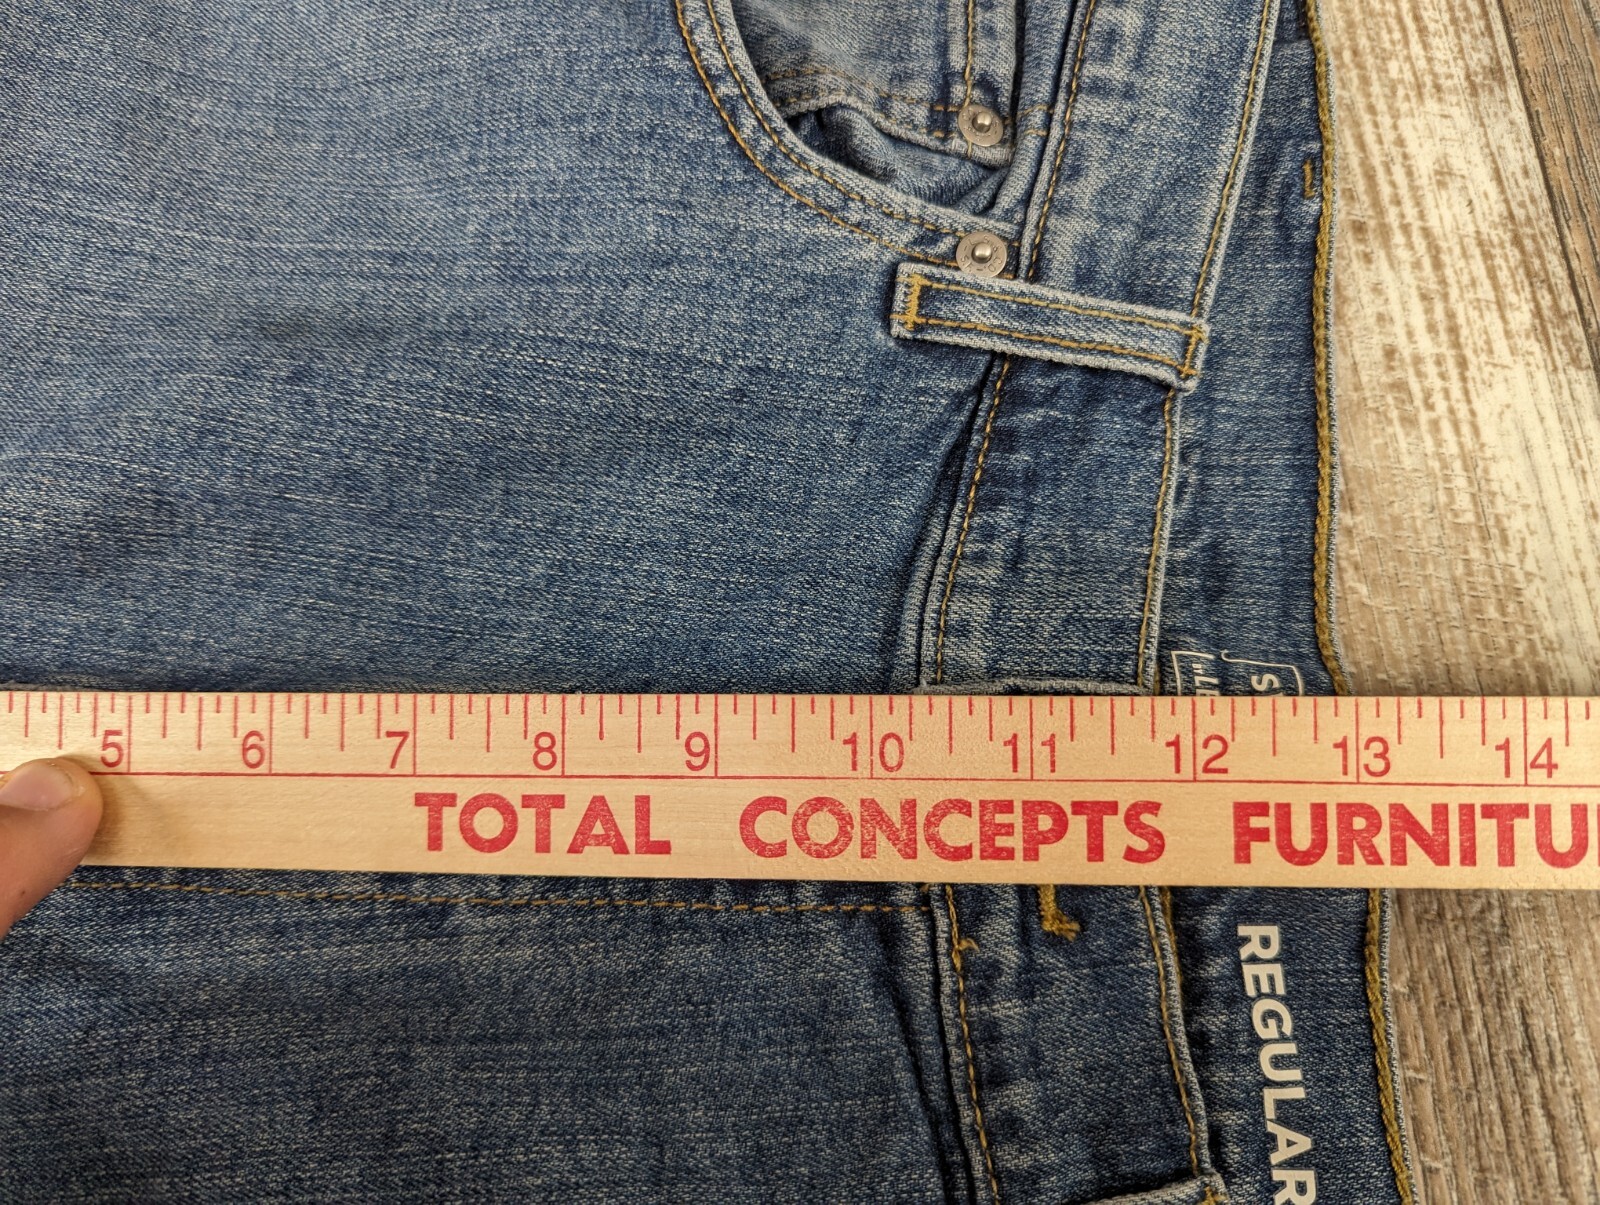 5 6 7 8 9 10 11 12 13 14
TOTAL CONCEPTS FURNITU
REGULAR